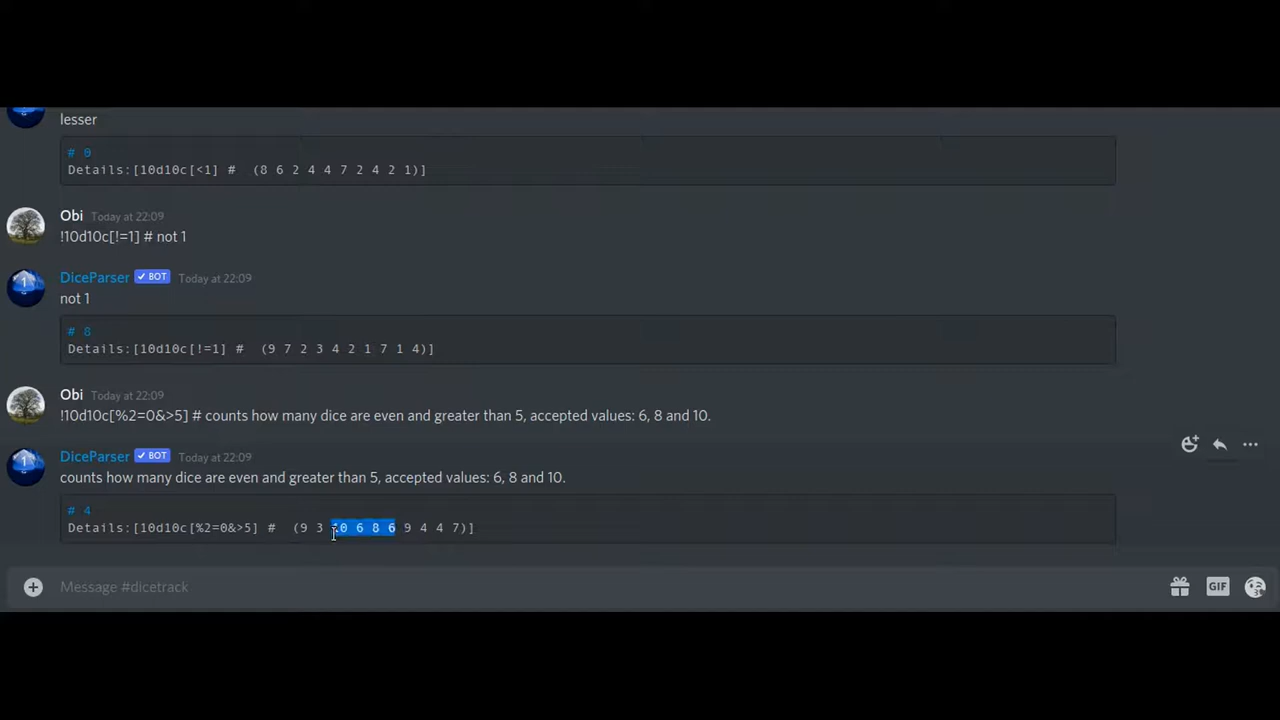 lesser
# 0
Details:[10d10c[<1] # (8 6 2 4 4 7 2 4 2 1)]
Obi Today at 22:09
!10d10c[!=1] # not 1
1
DiceParser ✓ BOT Today at 22:09
not 1
# 8
Details:[10d10c[!=1] # (9 7 2 3 4 2 1 7 1 4)]
Obi Today at 22:09
!10d10c[%2=0&>5] # counts how many dice are even and greater than 5, accepted values: 6, 8 and 10.
1
DiceParser ✓ BOT Today at 22:09
counts how many dice are even and greater than 5, accepted values: 6, 8 and 10.
# 4
Details:[10d10c[%2=0&>5] # (9 3 10 6 8 6 9 4 4 7)]
Message #dicetrack
GIF